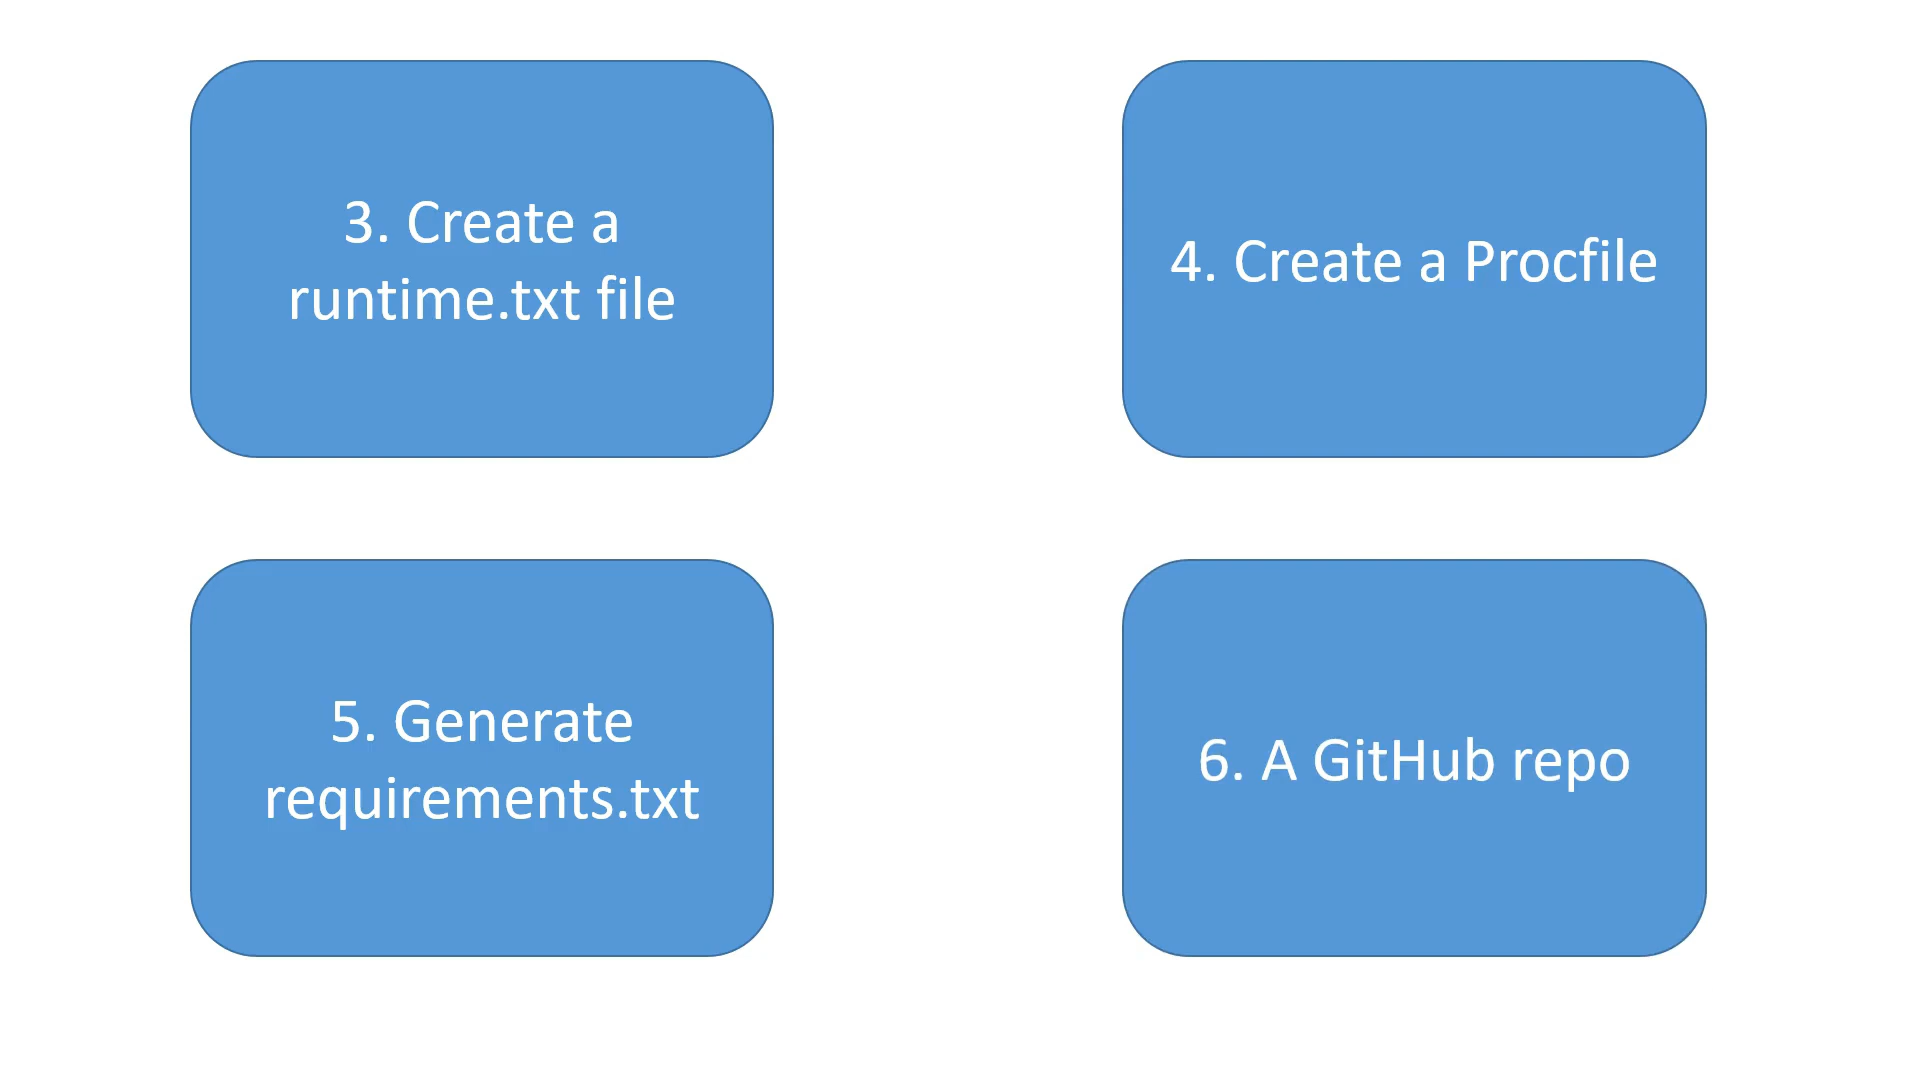 3. Create a
runtime.txt file
4. Create a Procfile
5. Generate
requirements.txt
6. A GitHub repo